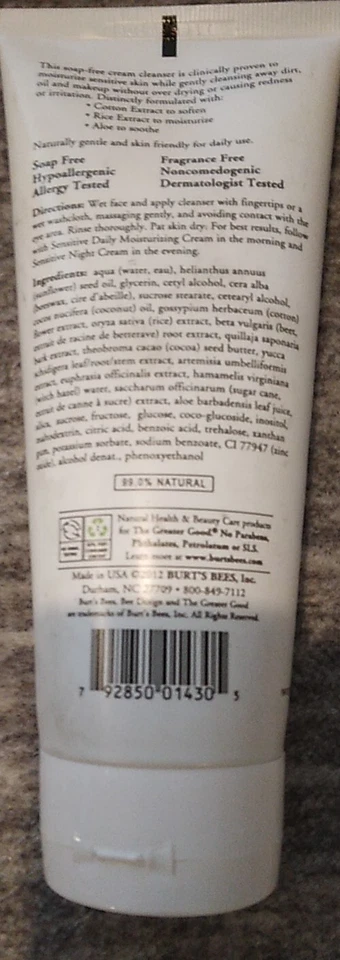 This soap-free cream cleanser is clinically proven to
moisturize sensitive skin while gently cleansing away dirt,
oil and makeup without over drying or causing redness
or irritation. Distinctly formulated with:
• Cotton Extract to soften
• Rice Extract to moisturize
• Aloe to soothe
Naturally gentle and skin friendly for daily use.
Soap Free Fragrance Free
Hypoallergenic Noncomedogenic
Allergy Tested Dermatologist Tested
Directions: Wet face and apply cleanser with fingertips or a
wet washcloth, massaging gently, and avoiding contact with the
eye area. Rinse thoroughly. Pat skin dry. For best results, follow
with Sensitive Daily Moisturizing Cream in the morning and
Sensitive Night Cream in the evening.
Ingredients: aqua (water, eau), helianthus annuus
(sunflower) seed oil, glycerin, cetyl alcohol, cera alba
(beeswax, cire d'abeille), sucrose stearate, cetearyl alcohol,
cocos nucifera (coconut) oil, gossypium herbaceum (cotton)
flower extract, oryza sativa (rice) extract, beta vulgaris (beet,
extrait de racine de betterave) root extract, quillaja saponaria
bark extract, theobroma cacao (cocoa) seed butter, yucca
schidigera leaf/root/stem extract, artemisia umbelliformis
extract, euphrasia officinalis extract, hamamelis virginiana
(witch hazel) water, saccharum officinarum (sugar cane,
extrait de canne à sucre) extract, aloe barbadensis leaf juice,
silica, sucrose, fructose, glucose, coco-glucoside, inositol,
maltodextrin, citric acid, benzoic acid, trehalose, xanthan
gum, potassium sorbate, sodium benzoate, CI 77947 (zinc
oxide), alcohol denat., phenoxyethanol
99.0% NATURAL
Natural Health & Beauty Care products
for The Greater Good.® No Parabens,
Phthalates, Petrolatum or SLS.
Learn more at www.burtsbees.com
Made in USA ©2012 BURT'S BEES, Inc.
Durham, NC 27709 • 800-849-7112
Burt's Bees, Bee Design and The Greater Good
are trademarks of Burt's Bees, Inc. All Rights Reserved.
7 92850 01430 5